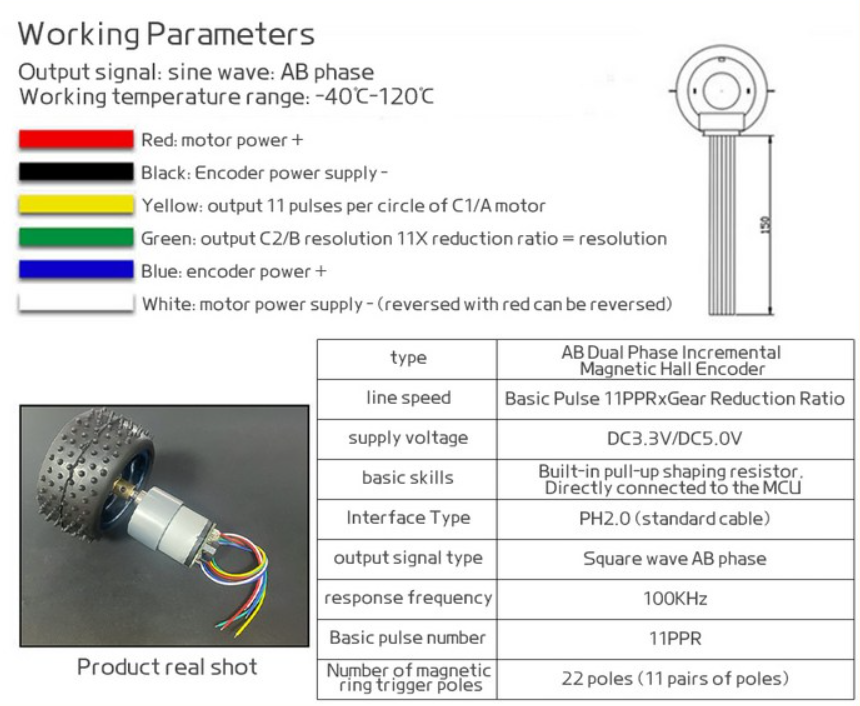 Working Parameters
Output signal: sine wave: AB phase
Working temperature range: -40℃-120℃
Red: motor power +
Black: Encoder power supply -
Yellow: output 11 pulses per circle of C1/A motor
Green: output C2/B resolution 11X reduction ratio = resolution
Blue: encoder power +
White: motor power supply - (reversed with red can be reversed)
150
type
AB Dual Phase Incremental
Magnetic Hall Encoder
line speed
Basic Pulse 11PPRxGear Reduction Ratio
supply voltage
DC3.3V/DC5.0V
basic skills
Built-in pull-up shaping resistor,
Directly connected to the MCU
Interface Type
PH2.0 (standard cable)
output signal type
Square wave AB phase
response frequency
100KHz
Basic pulse number
11PPR
Number of magnetic
ring trigger poles
22 poles (11 pairs of poles)
Product real shot